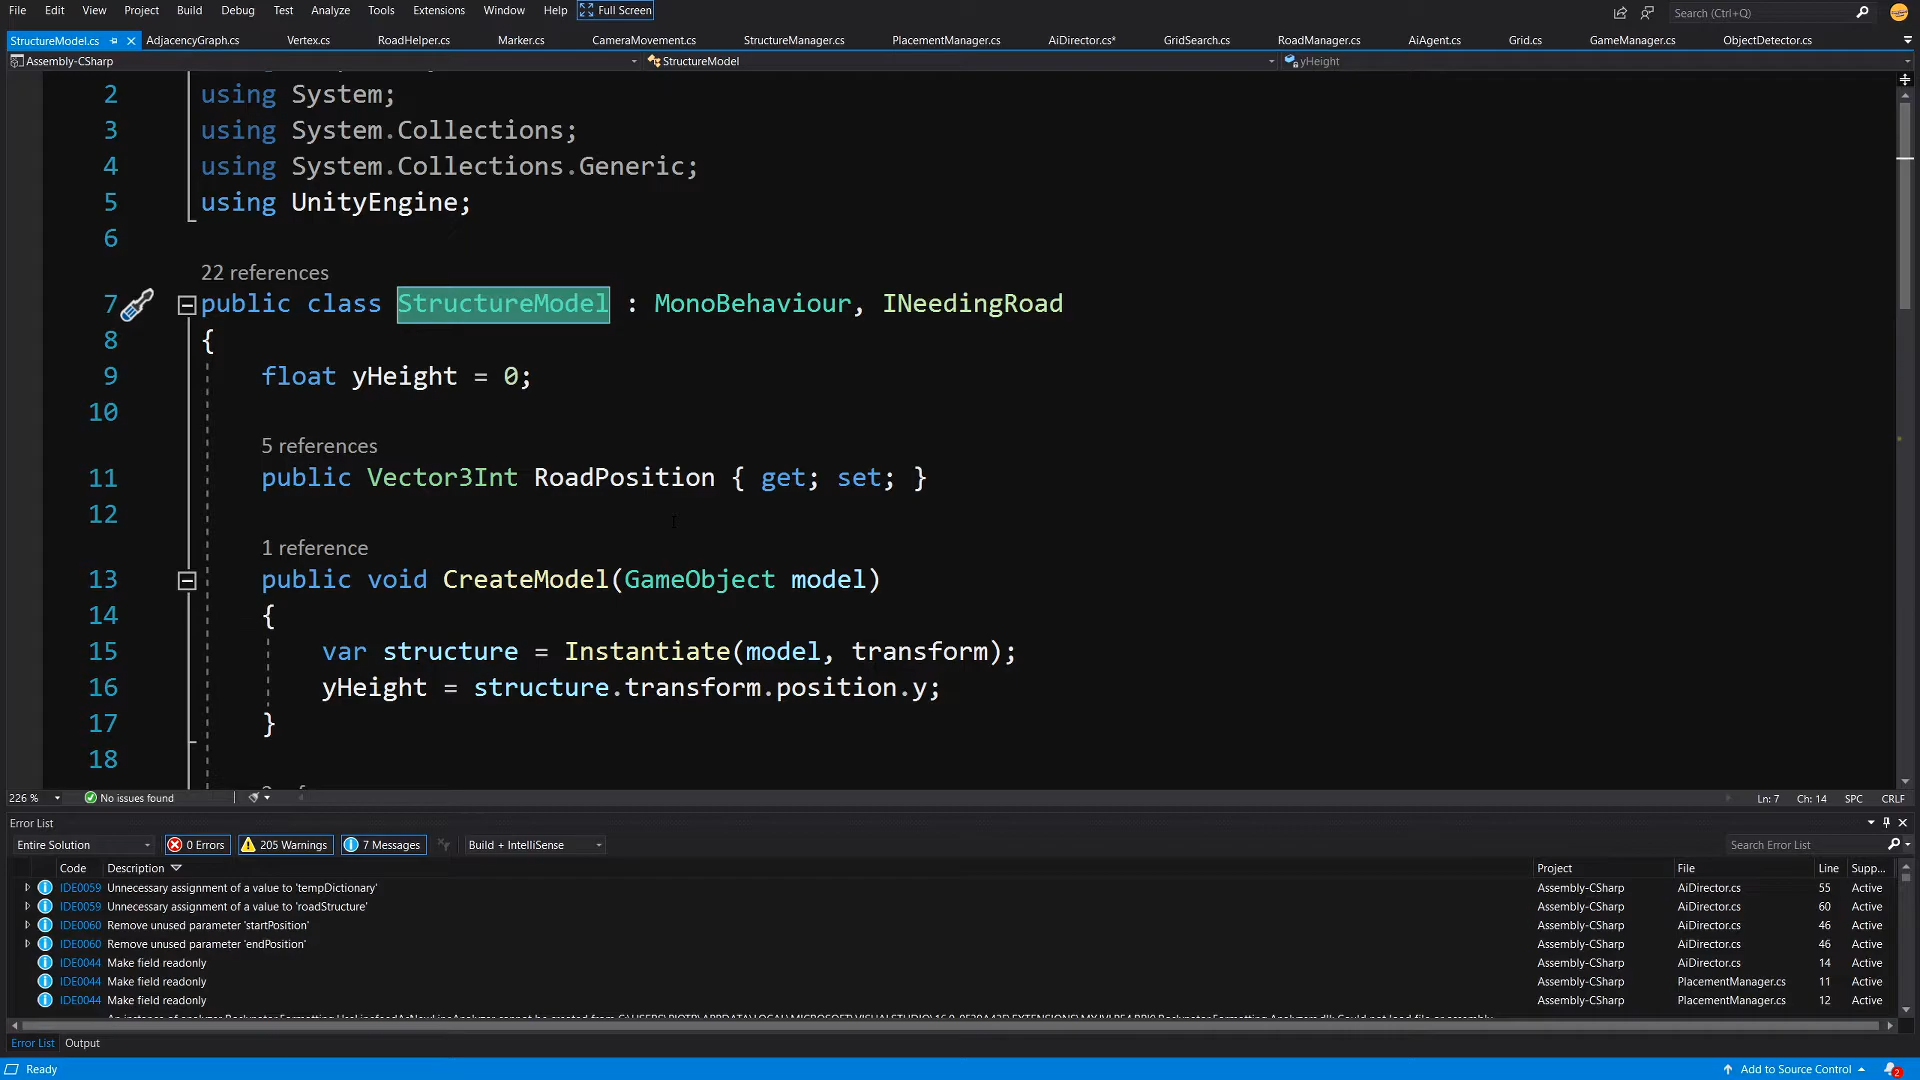 File Edit View Project Build Debug Test Analyze Tools Extensions Window Help Full Screen Search (Ctrl+Q)
StructureModel.cs AdjacencyGraph.cs Vertex.cs RoadHelper.cs Marker.cs CameraMovement.cs StructureManager.cs PlacementManager.cs AiDirector.cs* GridSearch.cs RoadManager.cs AiAgent.cs Grid.cs GameManager.cs ObjectDetector.cs
Assembly-CSharp StructureModel yHeight
2 using System;
3 using System.Collections;
4 using System.Collections.Generic;
5 using UnityEngine;
6
22 references
7 public class StructureModel : MonoBehaviour, INeedingRoad
8 {
9 float yHeight = 0;
10
5 references
11 public Vector3Int RoadPosition { get; set; }
12
1 reference
13 public void CreateModel(GameObject model)
14 {
15 var structure = Instantiate(model, transform);
16 yHeight = structure.transform.position.y;
17 }
18
226 % No issues found Ln: 7 Ch: 14 SPC CRLF
Error List
Entire Solution 0 Errors 205 Warnings 7 Messages Build + IntelliSense Search Error List
Code Description Project File Line Supp...
IDE0059 Unnecessary assignment of a value to 'tempDictionary' Assembly-CSharp AiDirector.cs 55 Active
IDE0059 Unnecessary assignment of a value to 'roadStructure' Assembly-CSharp AiDirector.cs 60 Active
IDE0060 Remove unused parameter 'startPosition' Assembly-CSharp AiDirector.cs 46 Active
IDE0060 Remove unused parameter 'endPosition' Assembly-CSharp AiDirector.cs 46 Active
IDE0044 Make field readonly Assembly-CSharp AiDirector.cs 14 Active
IDE0044 Make field readonly Assembly-CSharp PlacementManager.cs 11 Active
IDE0044 Make field readonly Assembly-CSharp PlacementManager.cs 12 Active
Error List Output
Ready Add to Source Control 2